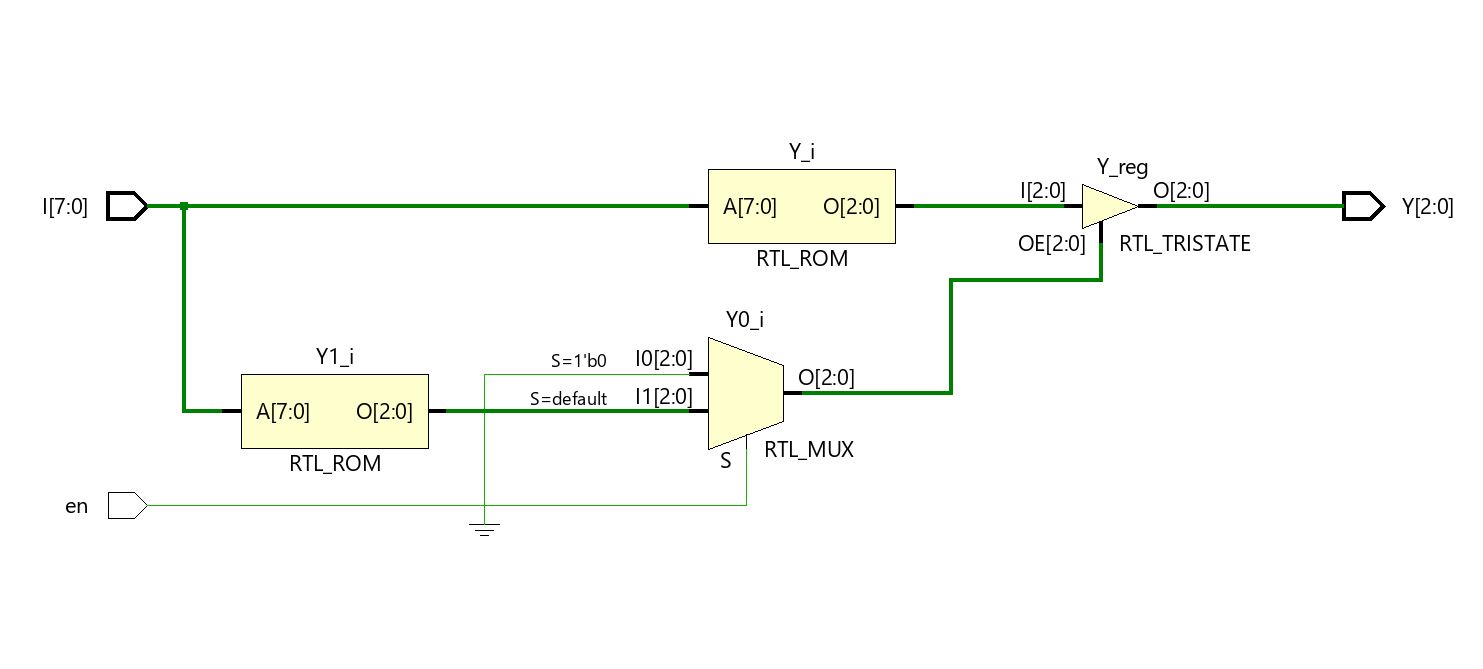 Y_i
Y_reg
I[7:0]
A[7:0]
O[2:0]
I[2:0]
O[2:0]
Y[2:0]
OE[2:0]
RTL_TRISTATE
RTL_ROM
Y0_i
Y1_i
S=1'b0
I0[2:0]
O[2:0]
S=default
I1[2:0]
A[7:0]
O[2:0]
RTL_MUX
S
RTL_ROM
en